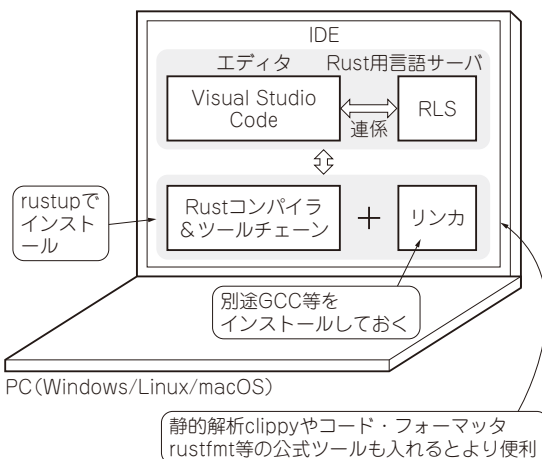 IDE
エディタ
Rust用言語サーバ
Visual Studio
Code
連係
RLS
rustupで
インスト
ール
Rustコンパイラ
&ツールチェーン
+
リンカ
別途GCC等を
インストールしておく
PC(Windows/Linux/macOS)
静的解析clippyやコード・フォーマッタ
rustfmt等の公式ツールも入れるとより便利